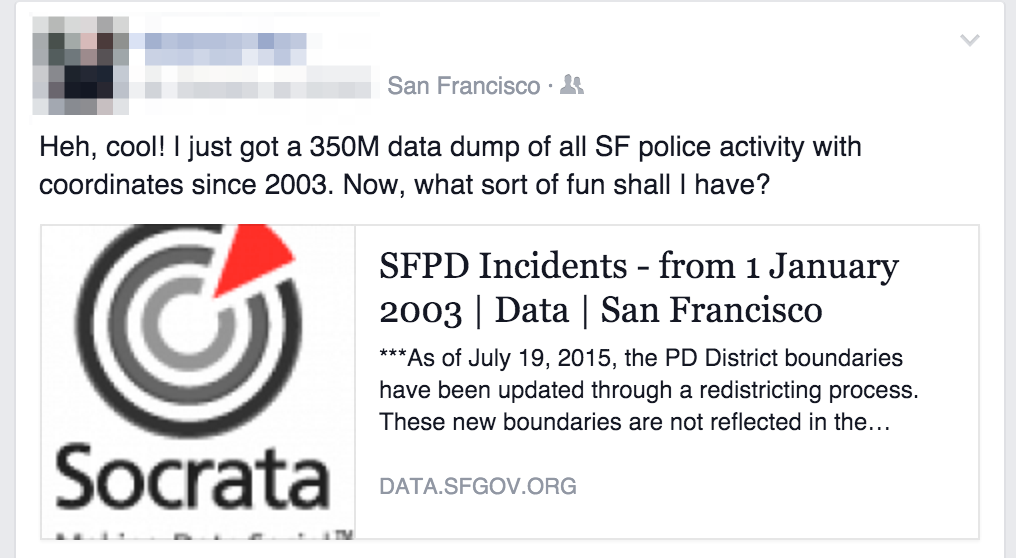 San Francisco ·
Heh, cool! I just got a 350M data dump of all SF police activity with
coordinates since 2003. Now, what sort of fun shall I have?
SFPD Incidents - from 1 January
2003 | Data | San Francisco
***As of July 19, 2015, the PD District boundaries
have been updated through a redistricting process.
These new boundaries are not reflected in the...
DATA.SFGOV.ORG
Socrata